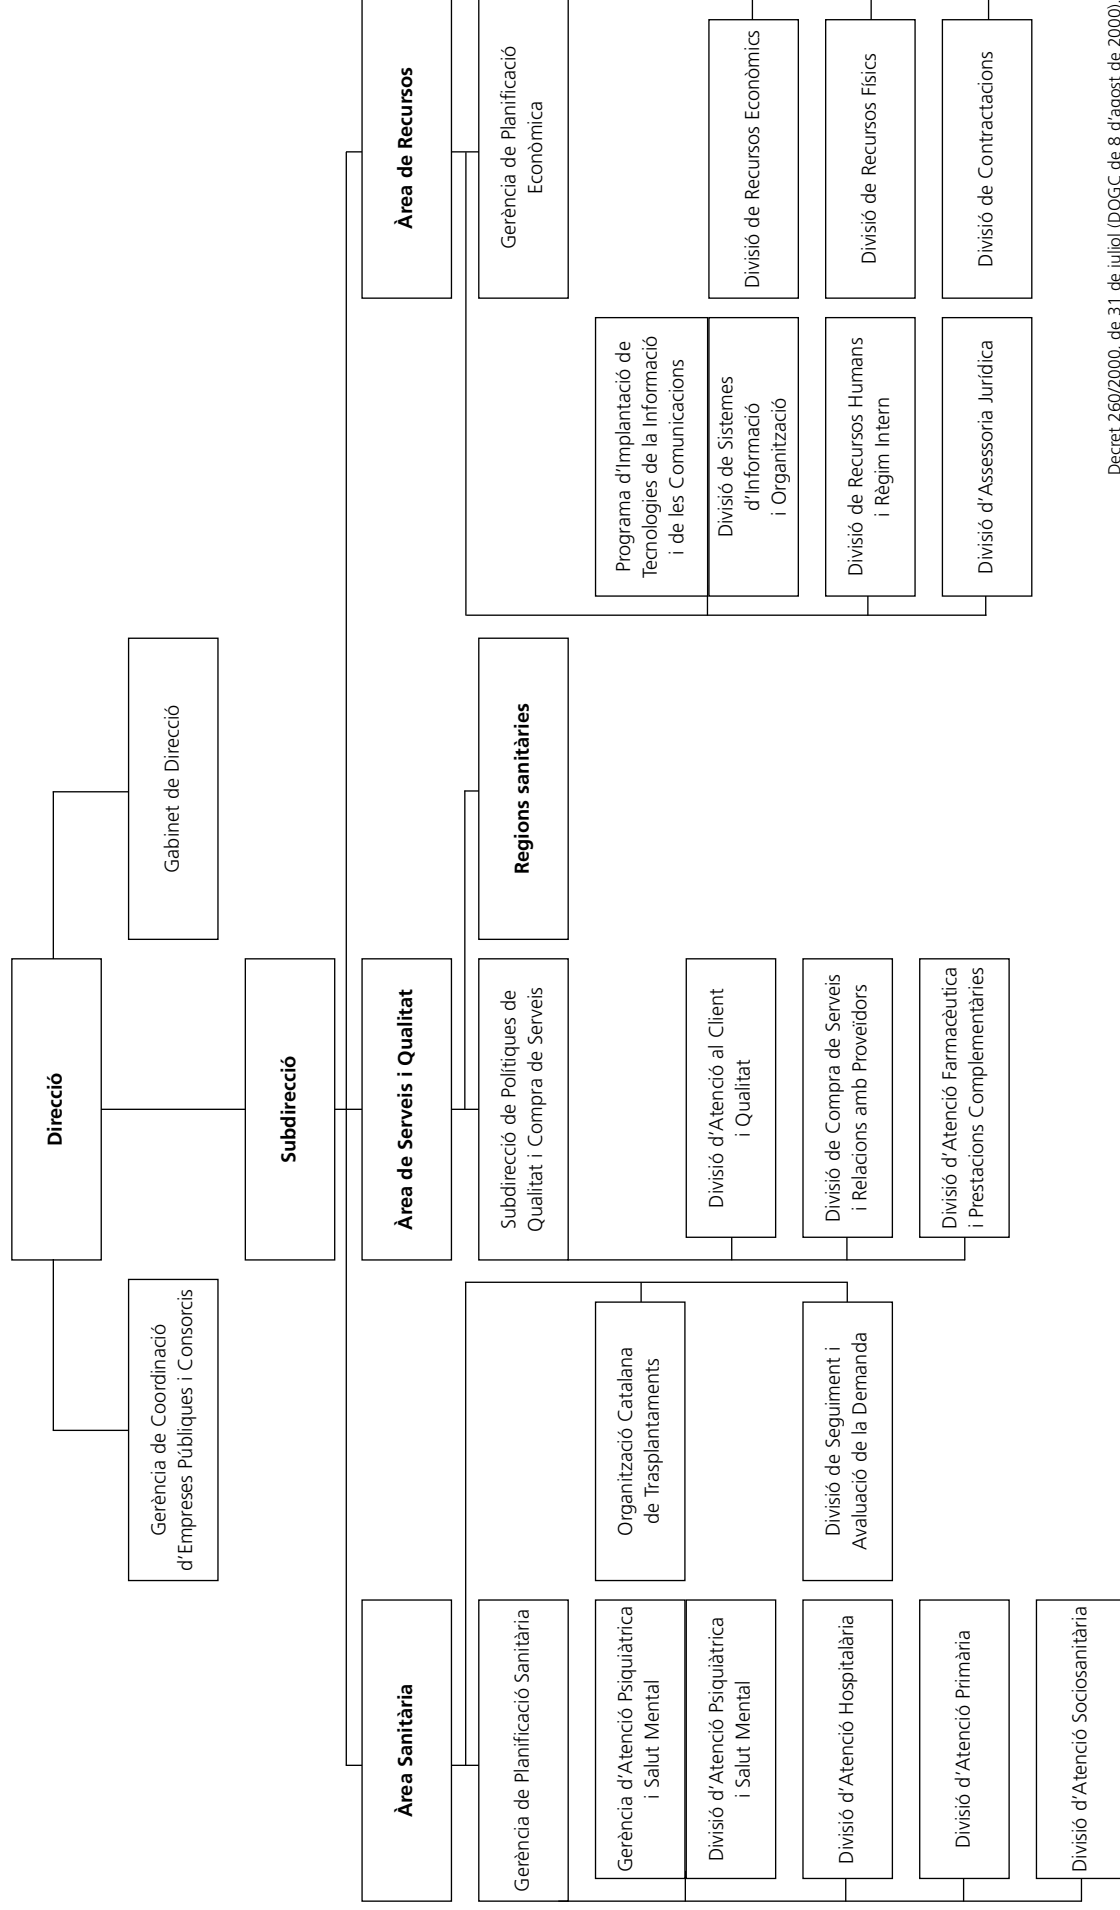 Direcció
Gerència de Coordinació
d'Empreses Públiques i Consorcis
Gabinet de Direcció
Subdirecció
Àrea Sanitària
Àrea de Serveis i Qualitat
Àrea de Recursos
Gerència de Planificació Sanitària
Subdirecció de Polítiques de
Qualitat i Compra de Serveis
Regions sanitàries
Gerència de Planificació
Econòmica
Gerència d'Atenció Psiquiàtrica
i Salut Mental
Divisió d'Atenció Psiquiàtrica
i Salut Mental
Divisió d'Atenció Hospitalària
Divisió d'Atenció Primària
Divisió d'Atenció Sociosanitària
Organització Catalana
de Trasplantaments
Divisió de Seguiment i
Avaluació de la Demanda
Divisió d'Atenció al Client
i Qualitat
Divisió de Compra de Serveis
i Relacions amb Proveïdors
Divisió d'Atenció Farmacèutica
i Prestacions Complementàries
Programa d'Implantació de
Tecnologies de la Informació
i de les Comunicacions
Divisió de Sistemes
d'Informació
i Organització
Divisió de Recursos Humans
i Règim Intern
Divisió d'Assessoria Jurídica
Divisió de Recursos Econòmics
Divisió de Recursos Físics
Divisió de Contractacions
Decret 260/2000, de 31 de juliol (DOGC de 8 d'agost de 2000).